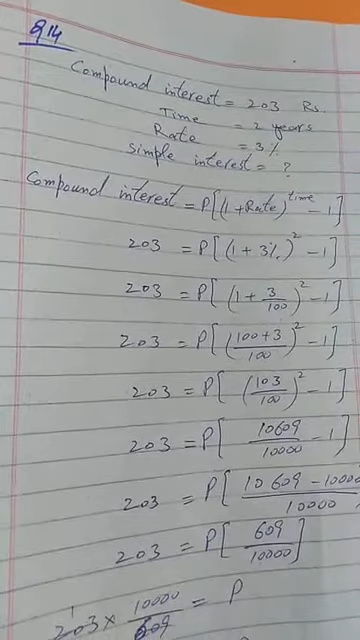 Q14
Compound interest = 203 Rs.
Time = 2 years
Rate = 3%
Simple interest = ?
Compound interest = P[(1+Rate)^time - 1]
203 = P[(1+3%)^2 - 1]
203 = P[(1+3/100)^2 - 1]
203 = P[((100+3)/100)^2 - 1]
203 = P[(103/100)^2 - 1]
203 = P[10609/10000 - 1]
203 = P[(10609 - 10000)/10000
203 = P[609/10000]
203 × 10000/609 = P